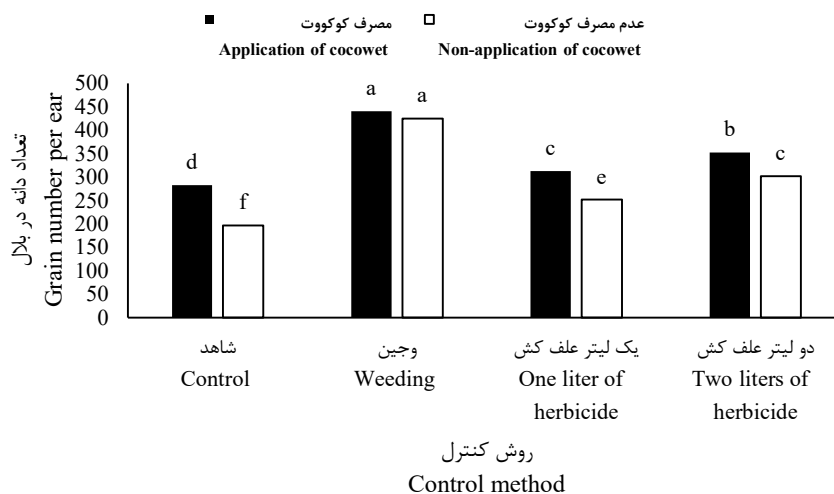 مصرف کوکووت
عدم مصرف کوکووت
Application of cocowet
Non-application of cocowet
تعداد دانه در بلال
Grain number per ear
500
450
400
350
300
250
200
150
100
50
0
d
f
a
a
c
e
b
c
شاهد
وجین
یک لیتر علف کش
دو لیتر علف کش
Control
Weeding
One liter of
herbicide
Two liters of
herbicide
روش کنترل
Control method